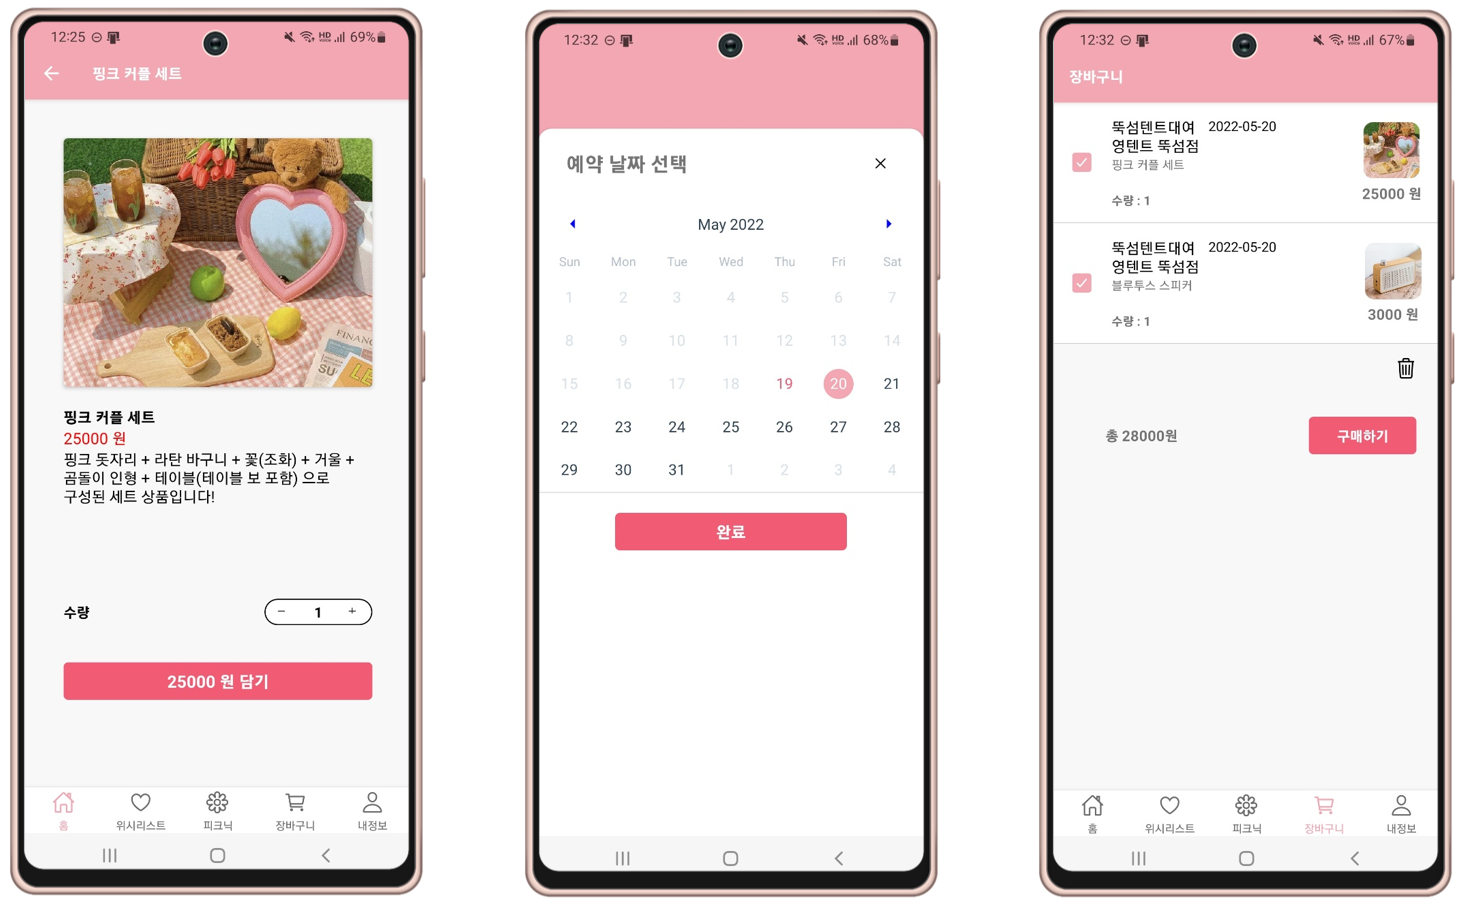 12:25
HD
VOICE
69%
핑크 커플 세트
FINANC
SU
LE
핑크 커플 세트
25000 원
핑크 돗자리 + 라탄 바구니 + 꽃(조화) + 거울 +
곰돌이 인형 + 테이블(테이블 보 포함) 으로
구성된 세트 상품입니다!
수량
− 1 +
25000 원 담기
홈 위시리스트 피크닉 장바구니 내정보
12:32
HD
VOICE
68%
예약 날짜 선택
May 2022
Sun Mon Tue Wed Thu Fri Sat
1 2 3 4 5 6 7
8 9 10 11 12 13 14
15 16 17 18 19 20 21
22 23 24 25 26 27 28
29 30 31 1 2 3 4
완료
12:32
HD
VOICE
67%
장바구니
뚝섬텐트대여 2022-05-20
영텐트 뚝섬점
핑크 커플 세트
25000 원
수량 : 1
뚝섬텐트대여 2022-05-20
영텐트 뚝섬점
블루투스 스피커
3000 원
수량 : 1
총 28000원
구매하기
홈 위시리스트 피크닉 장바구니 내정보